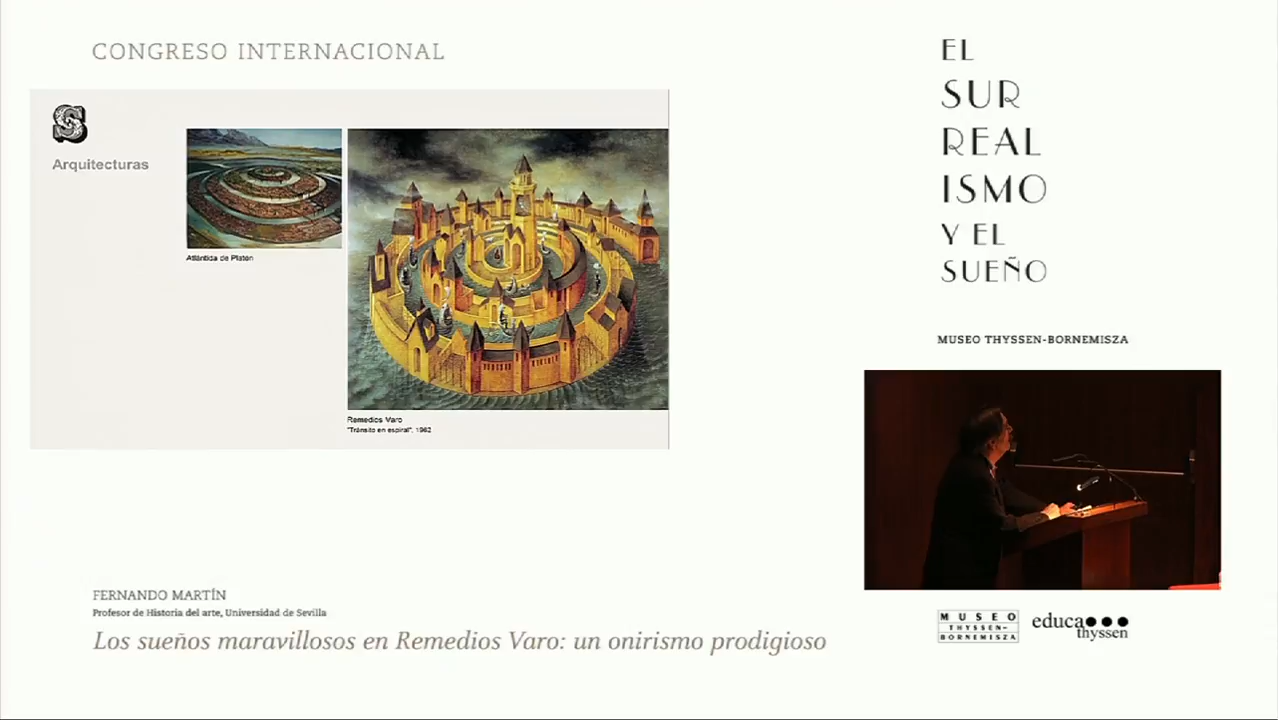 CONGRESO INTERNACIONAL
S
Arquitecturas
Atlántida de Platón
Remedios Varo
"Tránsito en espiral", 1962
EL
SUR
REAL
ISMO
Y EL
SUEÑO
MUSEO THYSSEN-BORNEMISZA
FERNANDO MARTÍN
Profesor de Historia del arte, Universidad de Sevilla
Los sueños maravillosos en Remedios Varo: un onirismo prodigioso
MUSEO
THYSSEN-
BORNEMISZA
educa
thyssen